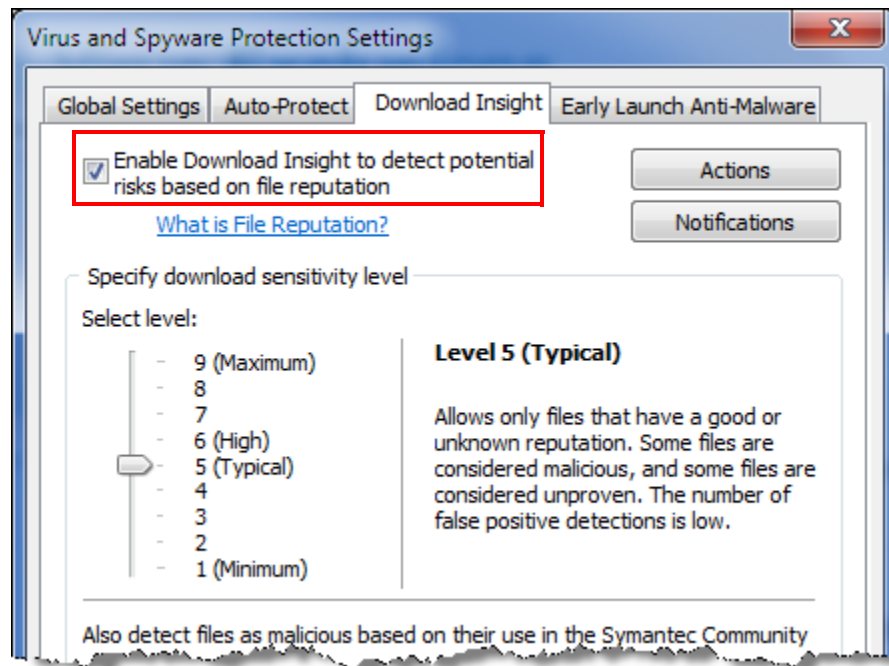 Virus and Spyware Protection Settings
Global Settings Auto-Protect Download Insight Early Launch Anti-Malware
Enable Download Insight to detect potential
risks based on file reputation
Actions
What is File Reputation?
Notifications
Specify download sensitivity level
Select level:
9 (Maximum)
8
7
6 (High)
5 (Typical)
4
3
2
1 (Minimum)
Level 5 (Typical)
Allows only files that have a good or
unknown reputation. Some files are
considered malicious, and some files are
considered unproven. The number of
false positive detections is low.
Also detect files as malicious based on their use in the Symantec Community